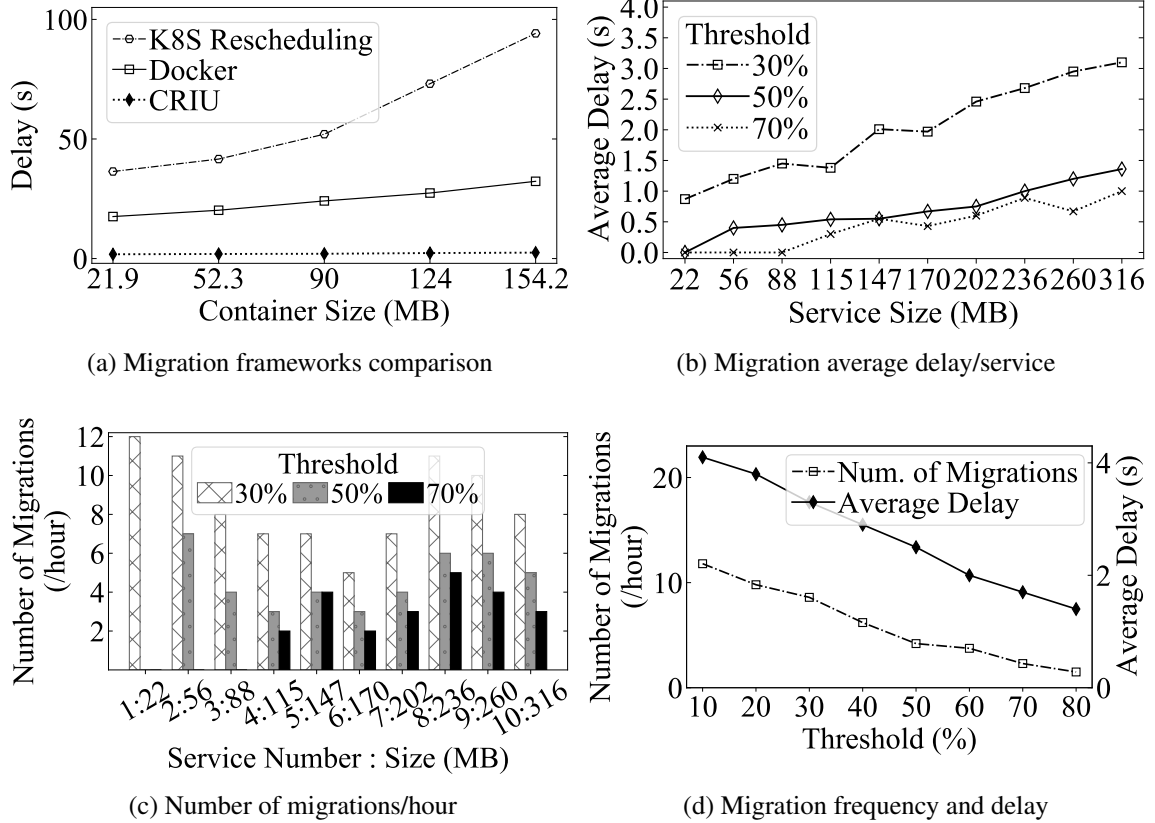 100
50
0
Delay (s)
K8S Rescheduling
Docker
CRIU
21.9 52.3 90 124 154.2
Container Size (MB)
(a) Migration frameworks comparison
4.0
3.5
3.0
2.5
2.0
1.5
1.0
0.5
0.0
Average Delay (s)
Threshold
30%
50%
70%
22 56 88 115 147 170 202 236 260 316
Service Size (MB)
(b) Migration average delay/service
12
10
8
6
4
2
Number of Migrations
(/hour)
Threshold
30% 50% 70%
1:22 2:56 3:88 4:115 5:147 6:170 7:202 8:236 9:260 10:316
Service Number : Size (MB)
(c) Number of migrations/hour
20
10
0
Number of Migrations
(/hour)
Num. of Migrations
Average Delay
4
2
0
Average Delay (s)
10 20 30 40 50 60 70 80
Threshold (%)
(d) Migration frequency and delay